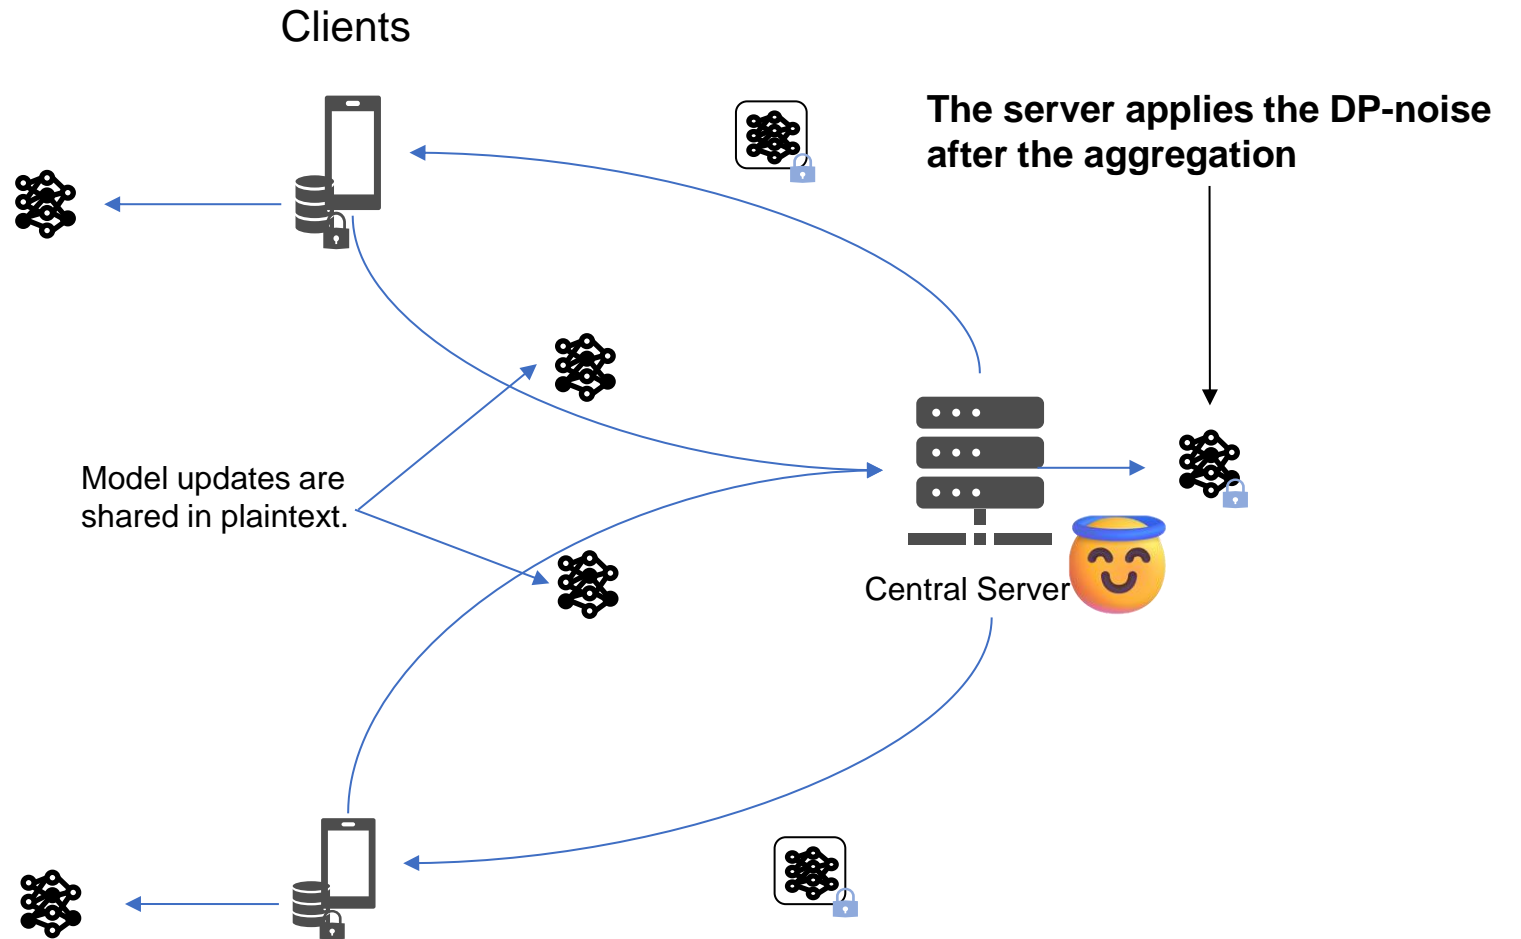 Clients
The server applies the DP-noise
after the aggregation
Model updates are
shared in plaintext.
Central Server